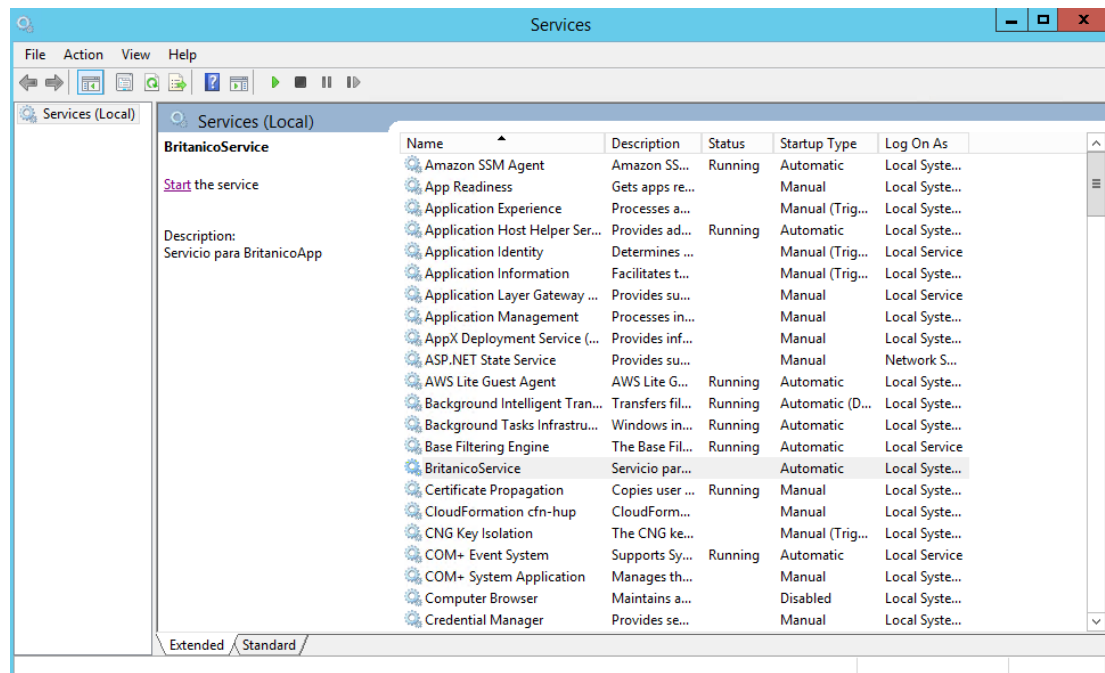 Services
File Action View Help
Services (Local)
Services (Local)
BritanicoService
Start the service
Description:
Servicio para BritanicoApp
Name Description Status Startup Type Log On As
Amazon SSM Agent Amazon SS... Running Automatic Local Syste...
App Readiness Gets apps re... Manual Local Syste...
Application Experience Processes a... Manual (Trig... Local Syste...
Application Host Helper Ser... Provides ad... Running Automatic Local Syste...
Application Identity Determines ... Manual (Trig... Local Service
Application Information Facilitates t... Manual (Trig... Local Syste...
Application Layer Gateway ... Provides su... Manual Local Service
Application Management Processes in... Manual Local Syste...
AppX Deployment Service (... Provides inf... Manual Local Syste...
ASP.NET State Service Provides su... Manual Network S...
AWS Lite Guest Agent AWS Lite G... Running Automatic Local Syste...
Background Intelligent Tran... Transfers fil... Running Automatic (D... Local Syste...
Background Tasks Infrastru... Windows in... Running Automatic Local Syste...
Base Filtering Engine The Base Fil... Running Automatic Local Service
BritanicoService Servicio par... Automatic Local Syste...
Certificate Propagation Copies user ... Running Manual Local Syste...
CloudFormation cfn-hup CloudForm... Manual Local Syste...
CNG Key Isolation The CNG ke... Manual (Trig... Local Syste...
COM+ Event System Supports Sy... Running Automatic Local Service
COM+ System Application Manages th... Manual Local Syste...
Computer Browser Maintains a... Disabled Local Syste...
Credential Manager Provides se... Manual Local Syste...
Extended Standard